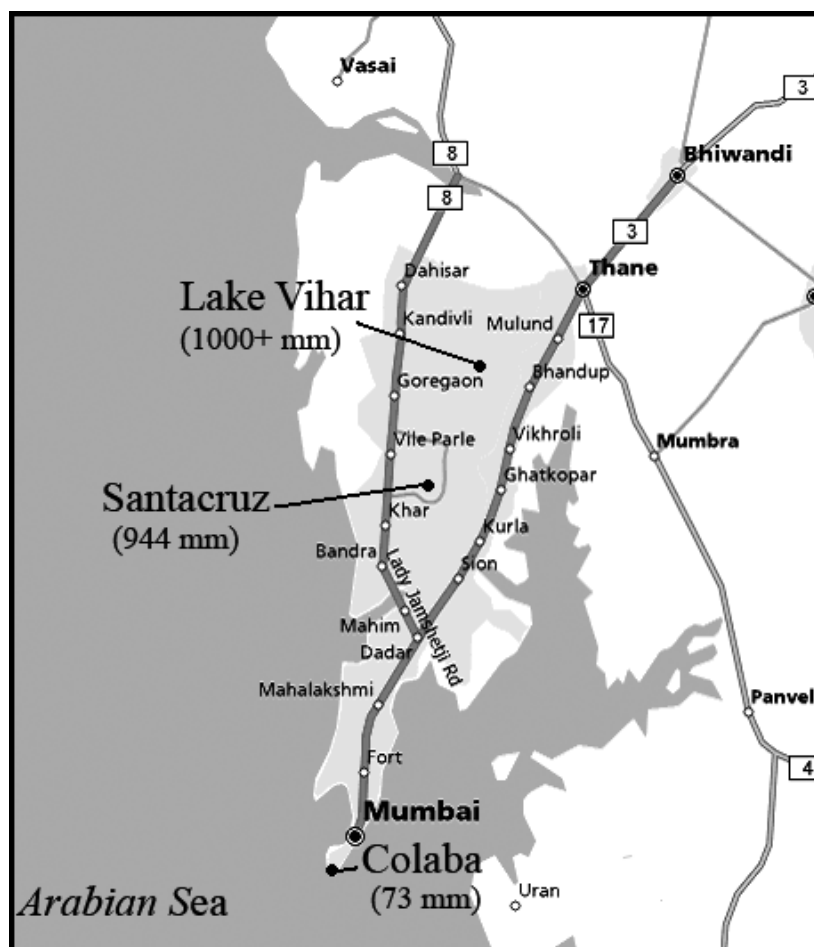 Vasai
3
8
Bhiwandi
8
3
Thane
Dahisar
Lake Vihar
(1000+ mm)
Kandivli
Mulund
17
Goregaon
Bhandup
Vile Parle
Vikhroli
Mumbra
Santacruz
(944 mm)
Ghatkopar
Khar
Kurla
Bandra
Sion
Lady Jamshetji Rd
Mahim
Dadar
Mahalakshmi
Panvel
Fort
4
Mumbai
Colaba
(73 mm)
Uran
Arabian Sea